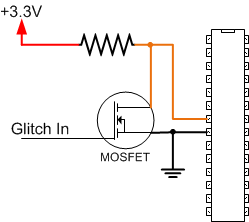 +3.3V
Glitch In
MOSFET